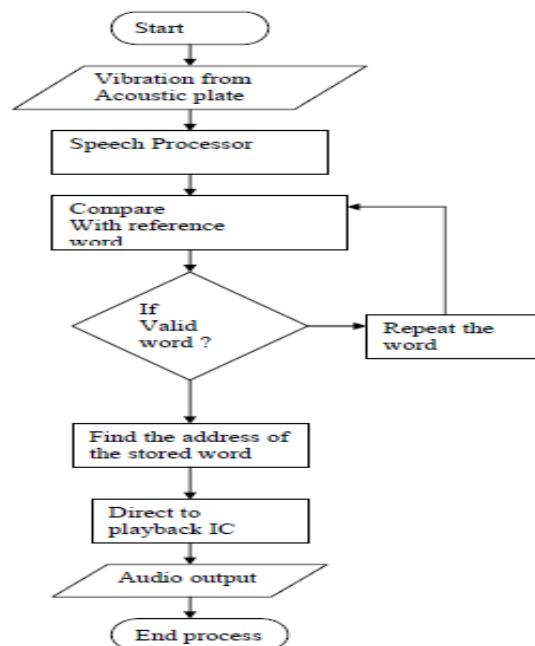 Start
Vibration from
Acoustic plate
Speech Processor
Compare
With reference
word
If
Valid
word ?
Repeat the
word
Find the address of
the stored word
Direct to
playback IC
Audio output
End process